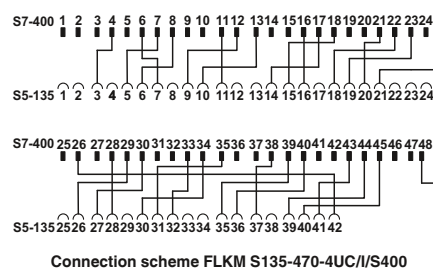 S7-400 1 2 3 4 5 6 7 8 9 10 11 12 13 14 15 16 17 18 19 20 21 22 23 24
S5-135 1 2 3 4 5 6 7 8 9 10 11 12 13 14 15 16 17 18 19 20 21 22 23 24
S7-400 25 26 27 28 29 30 31 32 33 34 35 36 37 38 39 40 41 42 43 44 45 46 47 48
S5-135 25 26 27 28 29 30 31 32 33 34 35 36 37 38 39 40 41 42
Connection scheme FLKM S135-470-4UC/I/S400